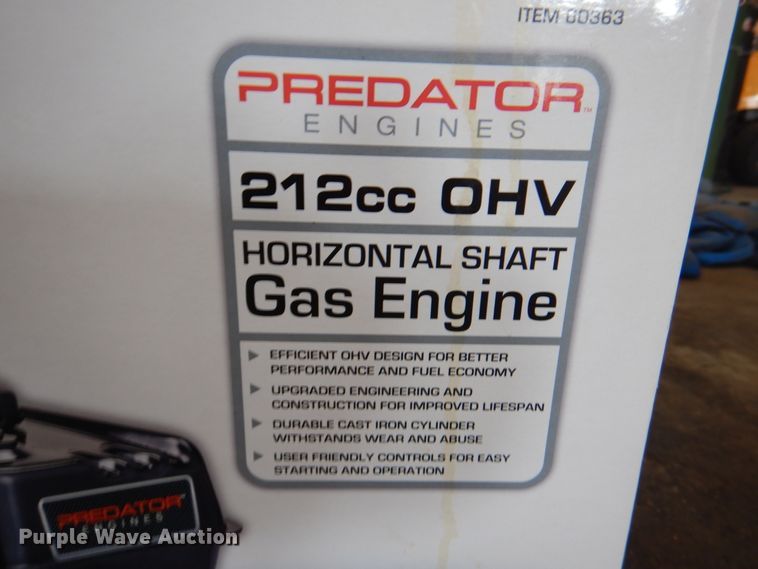 ITEM 60363
PREDATOR™
ENGINES
212cc OHV
HORIZONTAL SHAFT
Gas Engine
EFFICIENT OHV DESIGN FOR BETTER
PERFORMANCE AND FUEL ECONOMY
UPGRADED ENGINEERING AND
CONSTRUCTION FOR IMPROVED LIFESPAN
DURABLE CAST IRON CYLINDER
WITHSTANDS WEAR AND ABUSE
USER FRIENDLY CONTROLS FOR EASY
STARTING AND OPERATION
PREDATOR
ENGINES
Purple Wave Auction